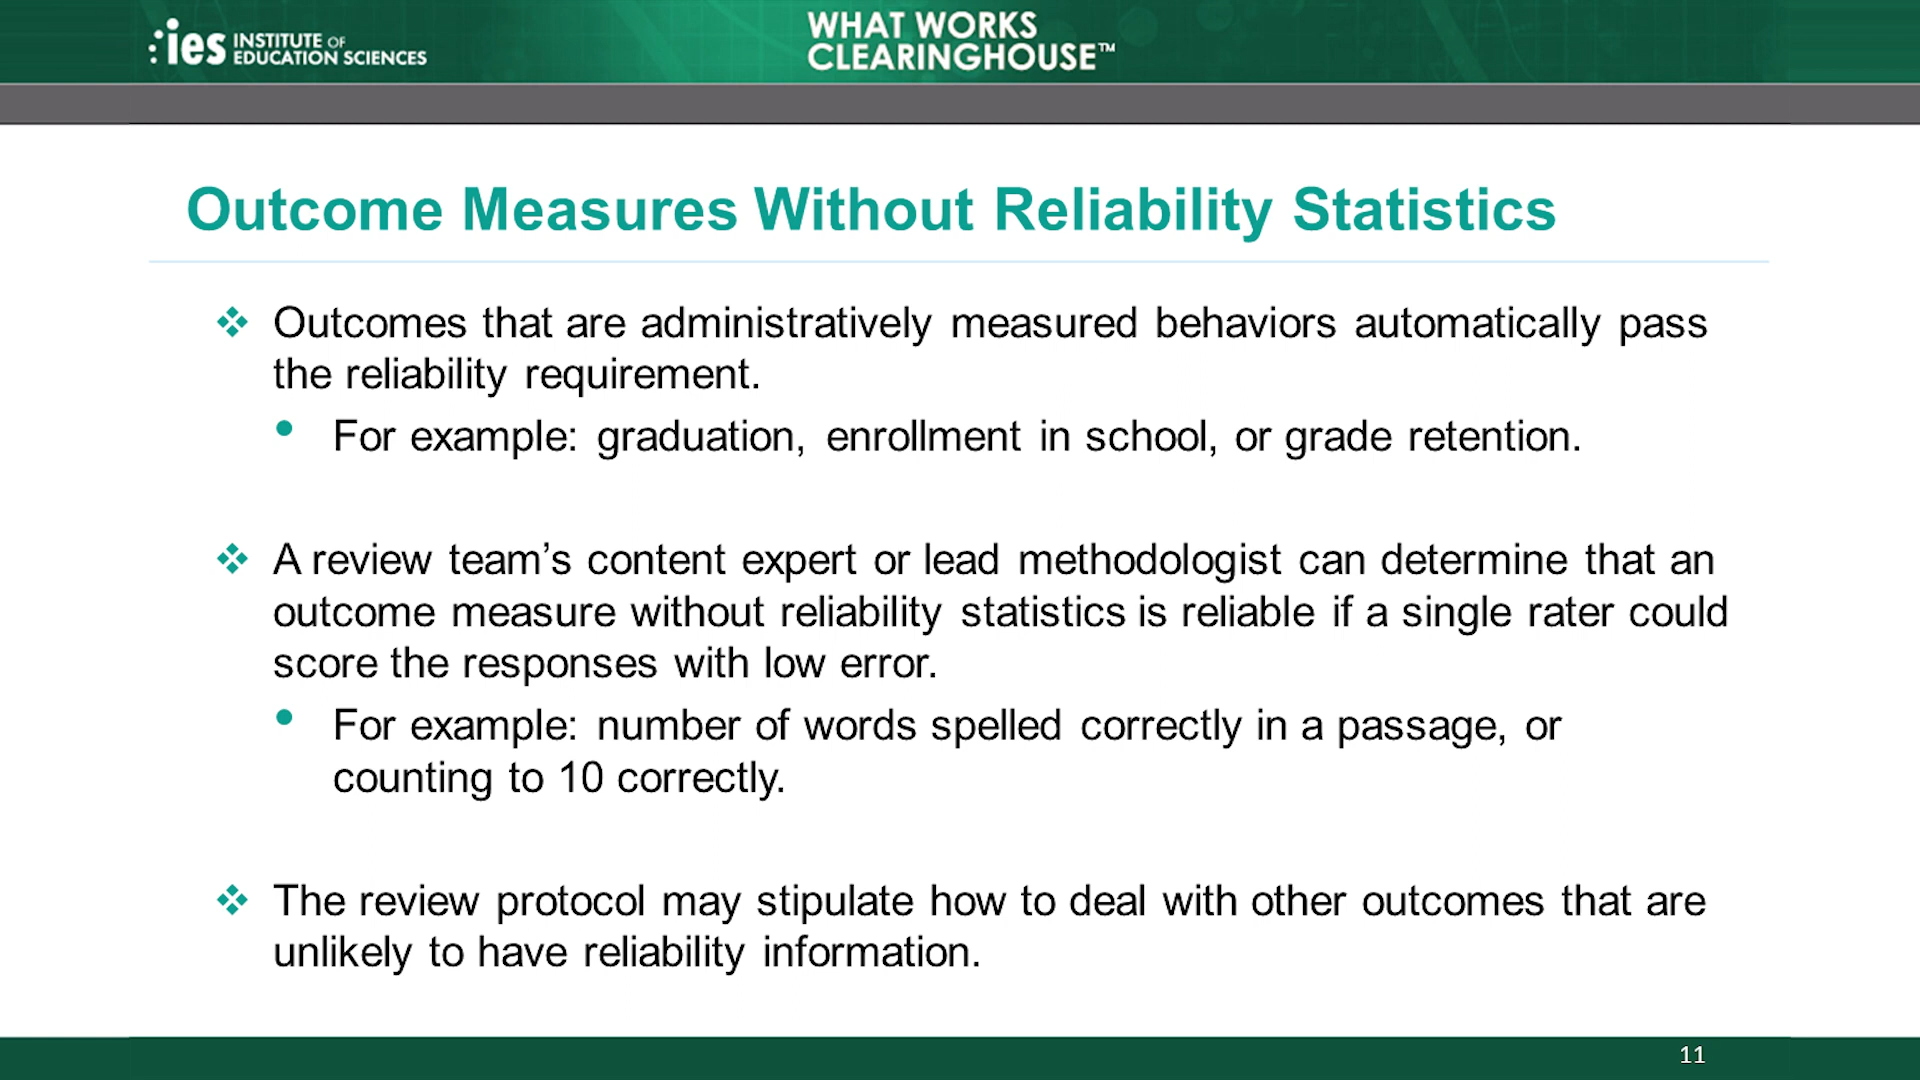 ies INSTITUTE OF
EDUCATION SCIENCES
WHAT WORKS
CLEARINGHOUSE™
Outcome Measures Without Reliability Statistics
❖ Outcomes that are administratively measured behaviors automatically pass
the reliability requirement.
• For example: graduation, enrollment in school, or grade retention.
❖ A review team’s content expert or lead methodologist can determine that an
outcome measure without reliability statistics is reliable if a single rater could
score the responses with low error.
• For example: number of words spelled correctly in a passage, or
counting to 10 correctly.
❖ The review protocol may stipulate how to deal with other outcomes that are
unlikely to have reliability information.
11